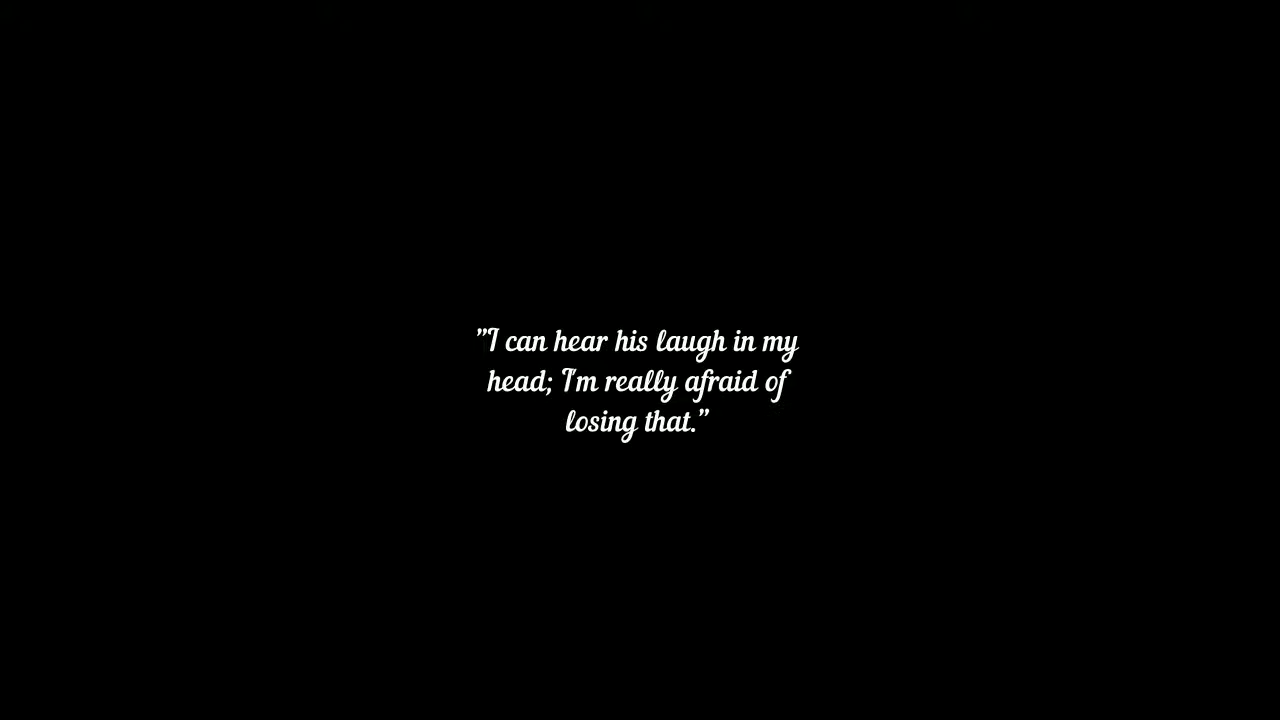 "I can hear his laugh in my
head; I'm really afraid of
losing that."